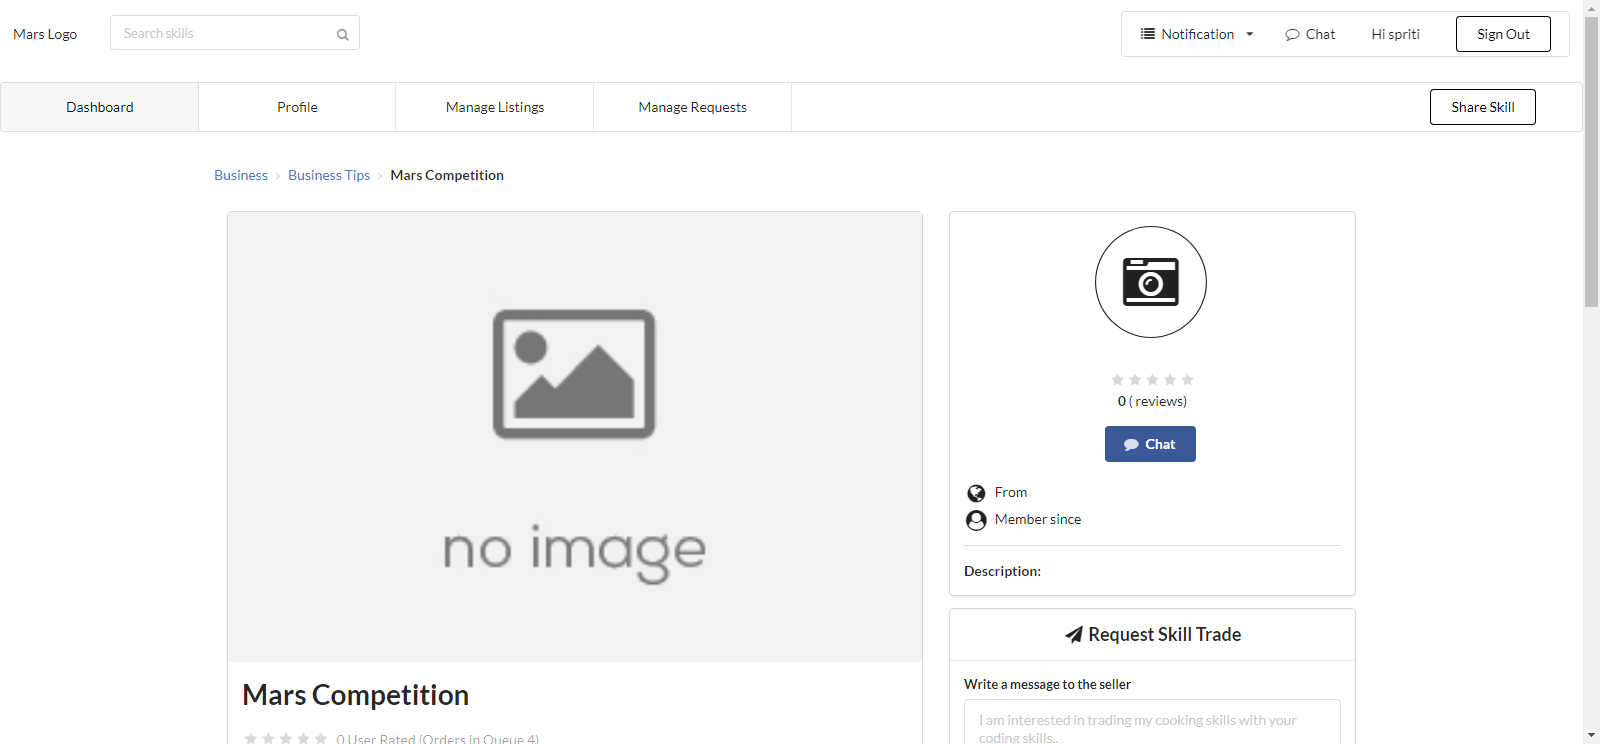 Mars Logo
Search skills
Notification
Chat
Hi spriti
Sign Out
Dashboard
Profile
Manage Listings
Manage Requests
Share Skill
Business › Business Tips › Mars Competition
no image
Mars Competition
0 User Rated (Orders in Queue 4)
0 ( reviews)
Chat
From
Member since
Description:
Request Skill Trade
Write a message to the seller
I am interested in trading my cooking skills with your
coding skills..